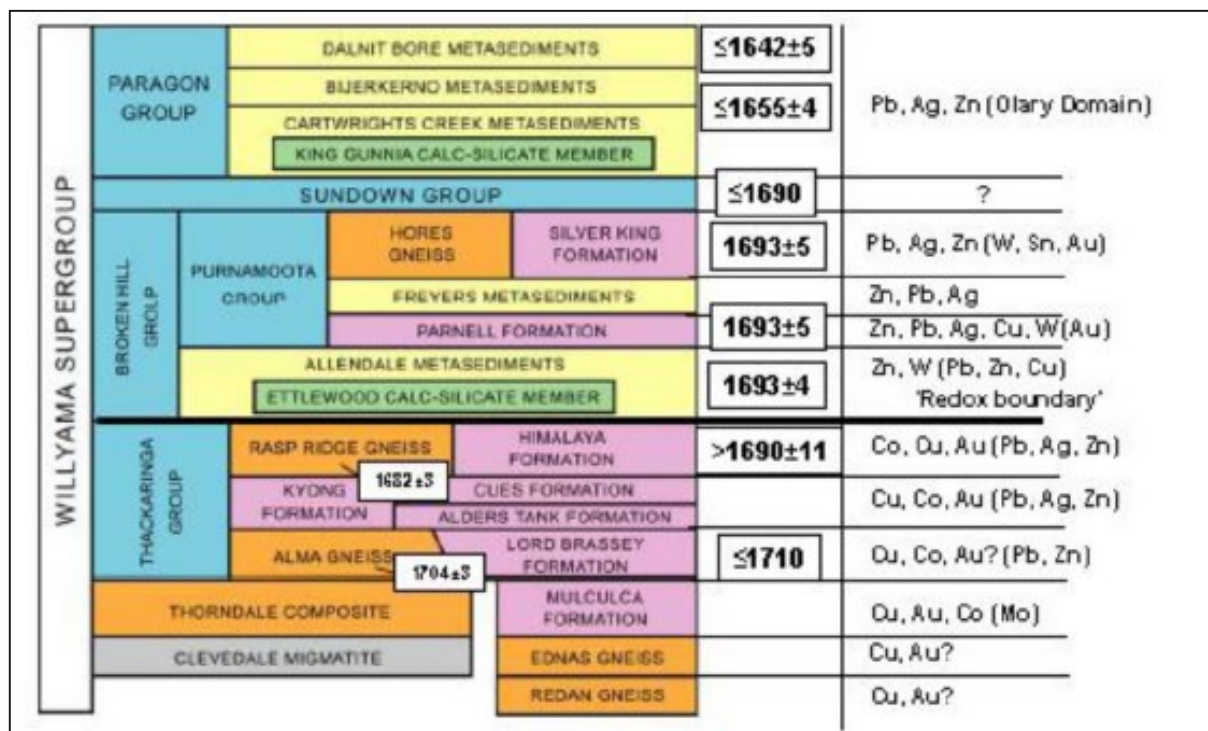 WILLYAMA SUPERGROUP
PARAGON
GROUP
DALNIT BORE METASEDIMENTS
≤1642±5
BIJERKERNO METASEDIMENTS
≤1655±4
Pb, Ag, Zn (Olary Domain)
CARTWRIGHTS CREEK METASEDIMENTS
KING GUNNIA CALC-SILICATE MEMBER
SUNDOWN GROUP
≤1690
?
BROKEN HILL
GROUP
PURNAMOOTA
GROUP
HORES
GNEISS
SILVER KING
FORMATION
1693±5
Pb, Ag, Zn (W, Sn, Au)
FREYERS METASEDIMENTS
Zn, Pb, Ag
PARNELL FORMATION
1693±5
Zn, Pb, Ag, Cu, W (Au)
ALLENDALE METASEDIMENTS
ETTLEWOOD CALC-SILICATE MEMBER
1693±4
Zn, W (Pb, Zn, Cu)
'Redox boundary'
THACKARINGA
GROUP
RASP RIDGE GNEISS
1682±3
HIMALAYA
FORMATION
>1690±11
Co, Cu, Au (Pb, Ag, Zn)
KYONG
FORMATION
CUES FORMATION
ALDERS TANK FORMATION
Cu, Co, Au (Pb, Ag, Zn)
ALMA GNEISS
1704±3
LORD BRASSEY
FORMATION
≤1710
Cu, Co, Au? (Pb, Zn)
THORNDALE COMPOSITE
MULCULCA
FORMATION
Cu, Au, Co (Mo)
CLEVEDALE MIGMATITE
EDNAS GNEISS
Cu, Au?
REDAN GNEISS
Cu, Au?